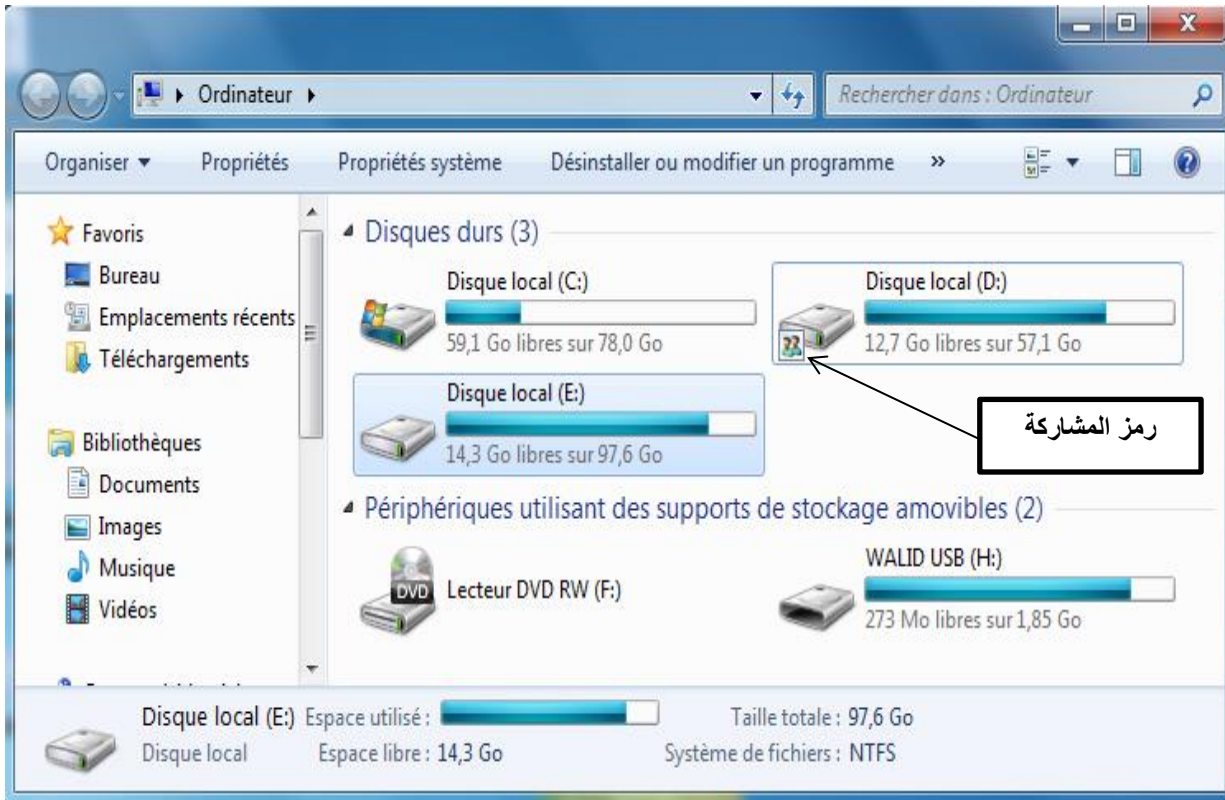 Ordinateur
Rechercher dans : Ordinateur
Organiser
Propriétés
Propriétés système
Désinstaller ou modifier un programme
»
Favoris
Bureau
Emplacements récents
Téléchargements
Bibliothèques
Documents
Images
Musique
Vidéos
Disques durs (3)
Disque local (C:)
59,1 Go libres sur 78,0 Go
Disque local (D:)
12,7 Go libres sur 57,1 Go
Disque local (E:)
14,3 Go libres sur 97,6 Go
رمز المشاركة
Périphériques utilisant des supports de stockage amovibles (2)
DVD
Lecteur DVD RW (F:)
WALID USB (H:)
273 Mo libres sur 1,85 Go
Disque local (E:) Espace utilisé : Taille totale : 97,6 Go
Disque local Espace libre : 14,3 Go Système de fichiers : NTFS